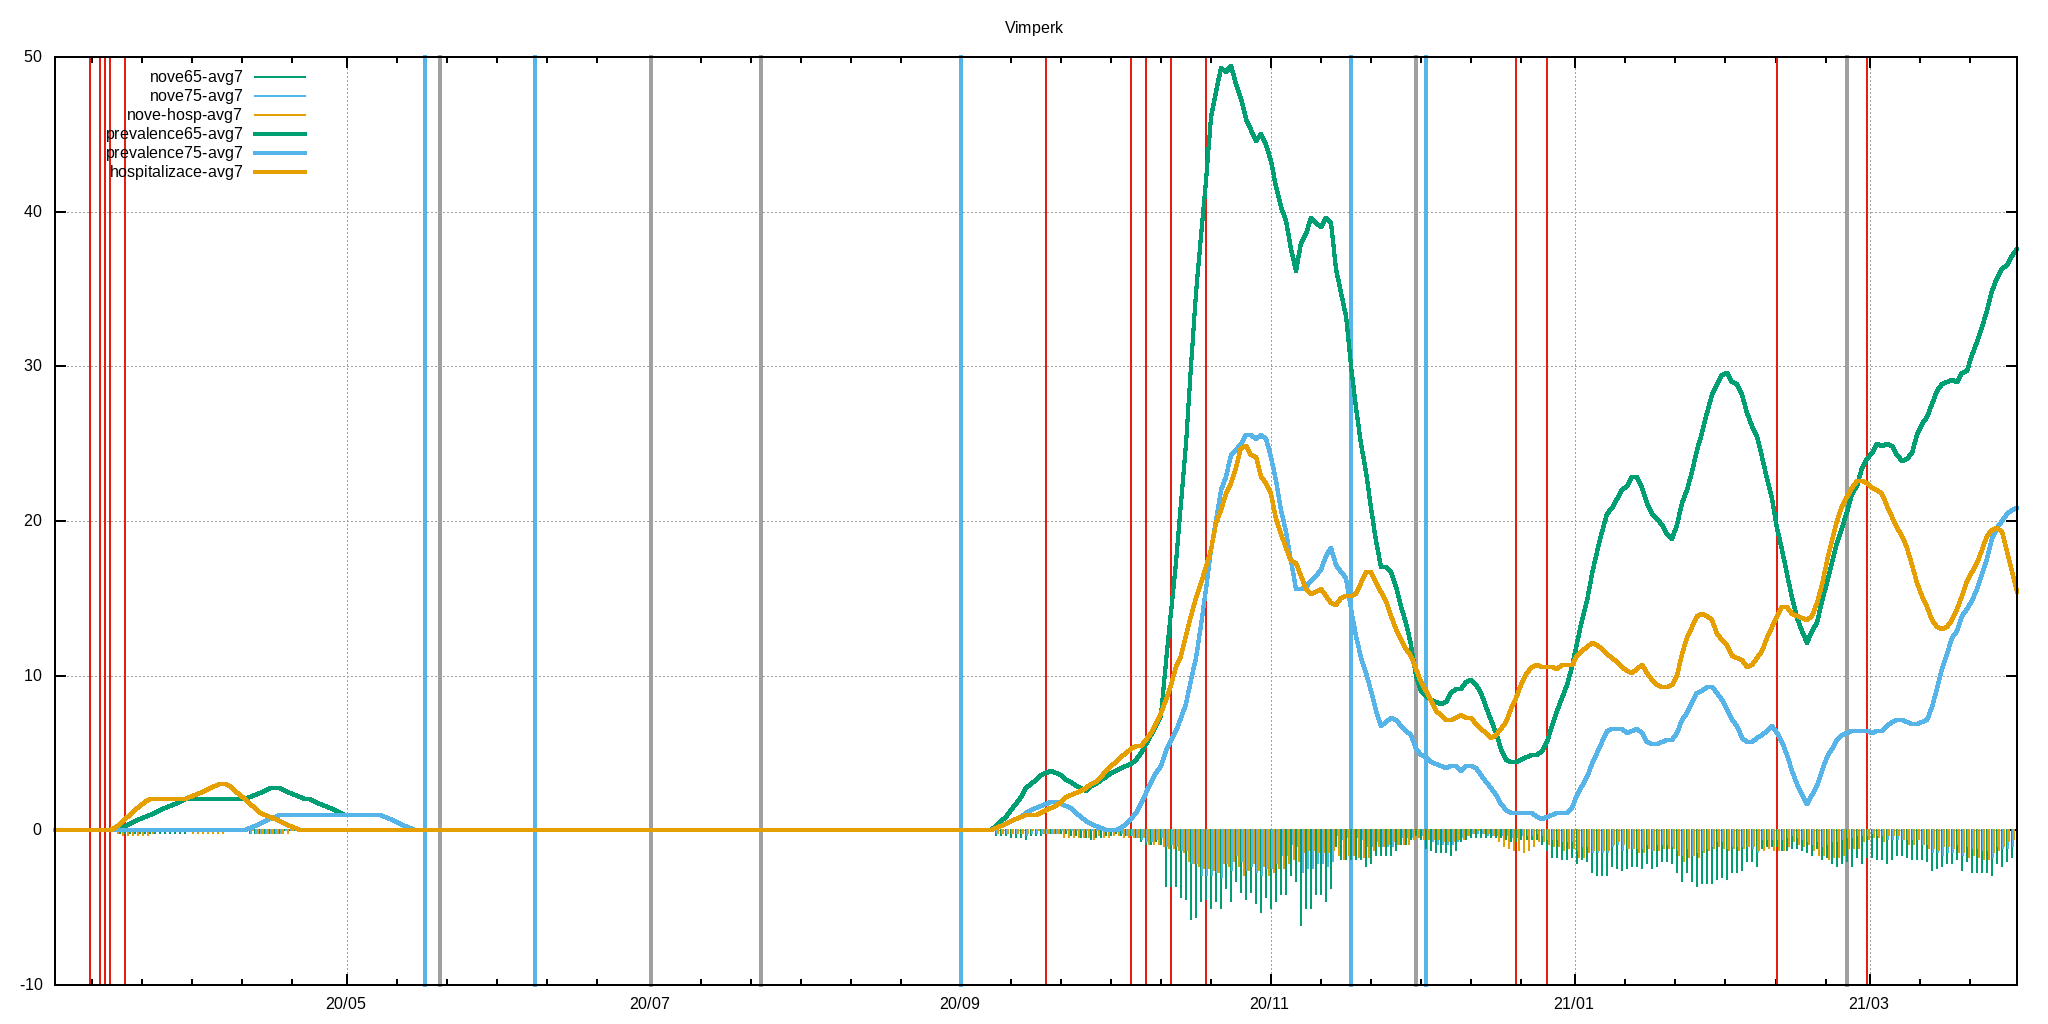 Vimperk
50
nove65-avg7
nove75-avg7
nove-hosp-avg7
prevalence65-avg7
prevalence75-avg7
hospitalizace-avg7
40
30
20
10
0
-10
20/05
20/07
20/09
20/11
21/01
21/03